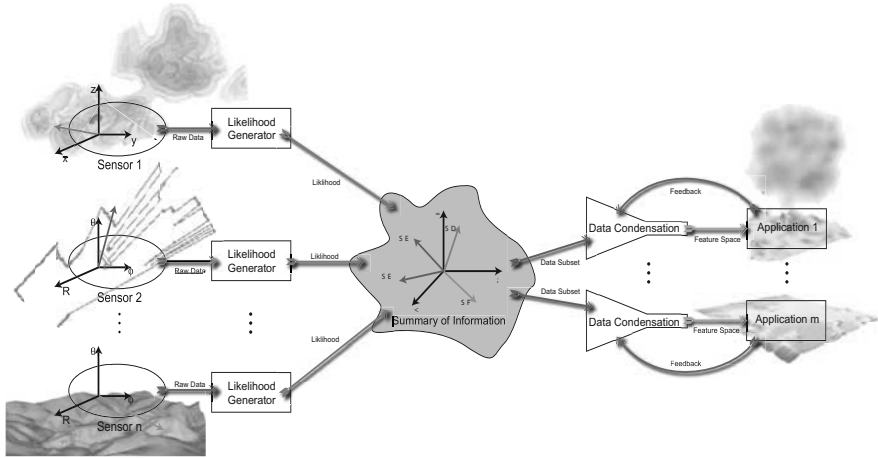 z
y
x
Sensor 1
Raw Data
Likelihood
Generator
Liklihood
θ
ϕ
R
Sensor 2
Raw Data
Likelihood
Generator
Liklihood
θ
ϕ
R
Sensor n
Raw Data
Likelihood
Generator
Liklihood
S D
S E
S E
S F
Summary of Information
Data Subset
Data Subset
Feedback
Data Condensation
Feature Space
Application 1
Data Condensation
Feature Space
Application m
Feedback